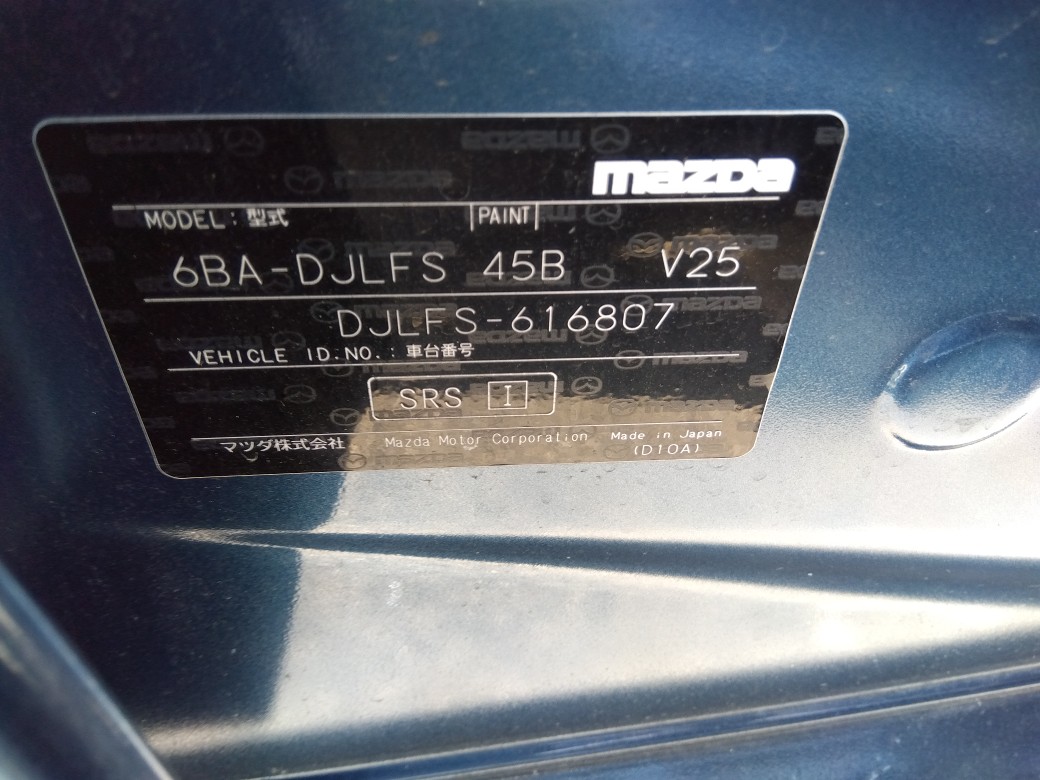 mazda
MODEL : 型式 PAINT
6BA-DJLFS 45B V25
DJLFS-616807
VEHICLE ID.NO. : 車台番号
SRS I
マツダ株式会社 Mazda Motor Corporation Made in Japan
(D10A)